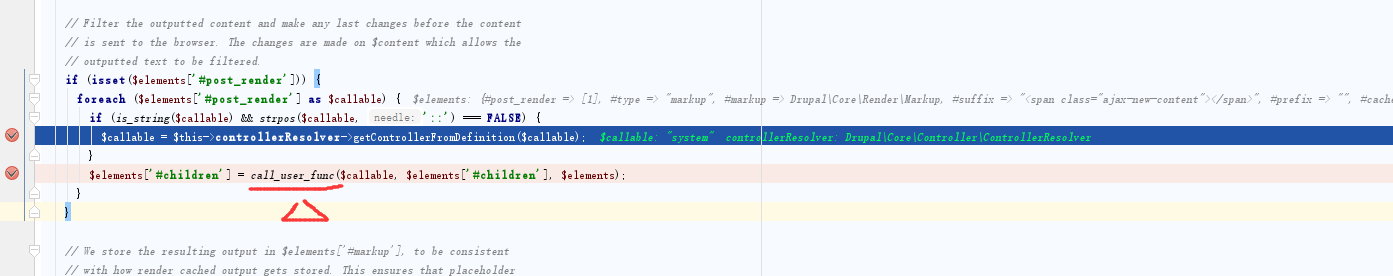 // Filter the outputted content and make any last changes before the content
// is sent to the browser. The changes are made on $content which allows the
// outputted text to be filtered.
if (isset($elements['#post_render'])) {
foreach ($elements['#post_render'] as $callable) { $elements: {#post_render => [1], #type => "markup", #markup => Drupal\Core\Render\Markup, #suffix => "<span class="ajax-new-content"></span>", #prefix => "", #cache
if (is_string($callable) && strpos($callable, needle: '::') === FALSE) {
$callable = $this->controllerResolver->getControllerFromDefinition($callable); $callable: "system" controllerResolver: Drupal\Core\Controller\ControllerResolver
}
$elements['#children'] = call_user_func($callable, $elements['#children'], $elements);
}
}
// We store the resulting output in $elements['#markup'], to be consistent
// with how render cached output gets stored. This ensures that placeholder